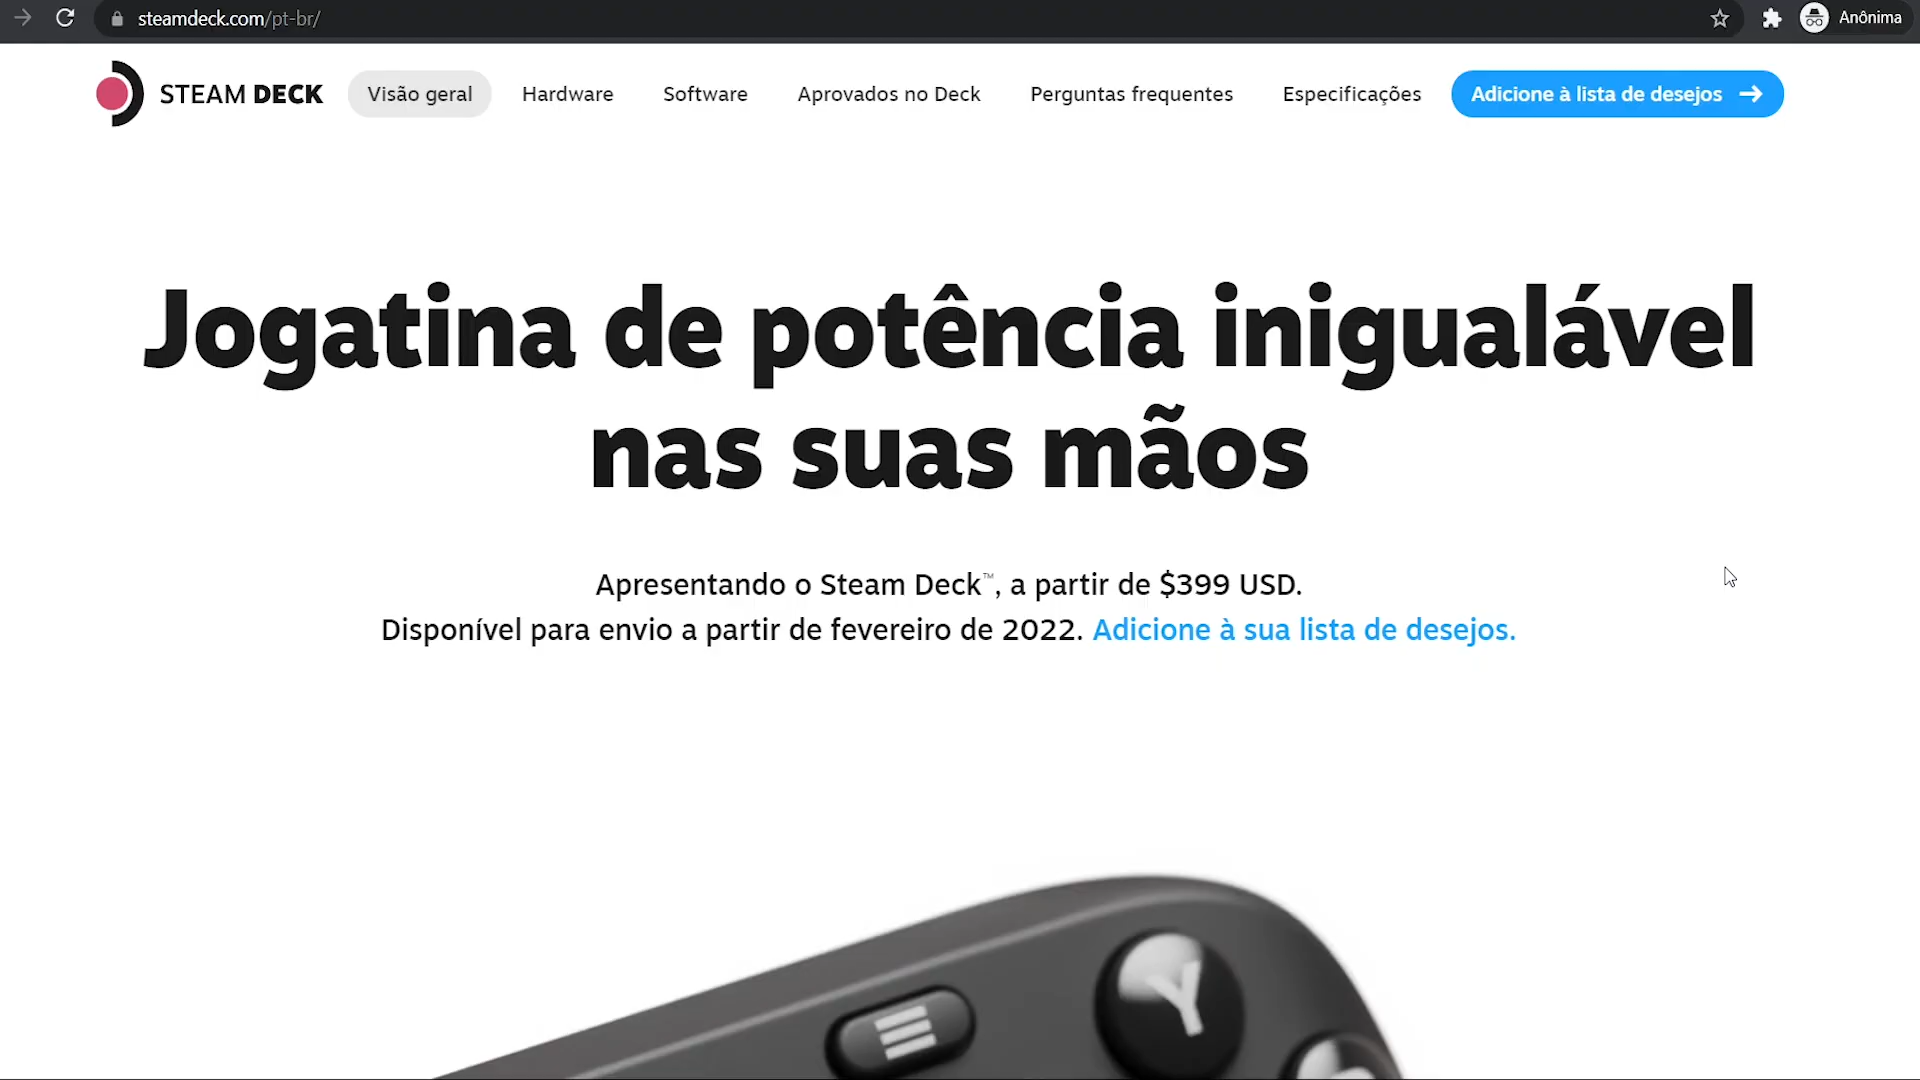 steamdeck.com/pt-br/
Anônima
STEAM DECK
Visão geral
Hardware
Software
Aprovados no Deck
Perguntas frequentes
Especificações
Adicione à lista de desejos
Jogatina de potência inigualável
nas suas mãos
Apresentando o Steam Deck™, a partir de $399 USD.
Disponível para envio a partir de fevereiro de 2022. Adicione à sua lista de desejos.
Y